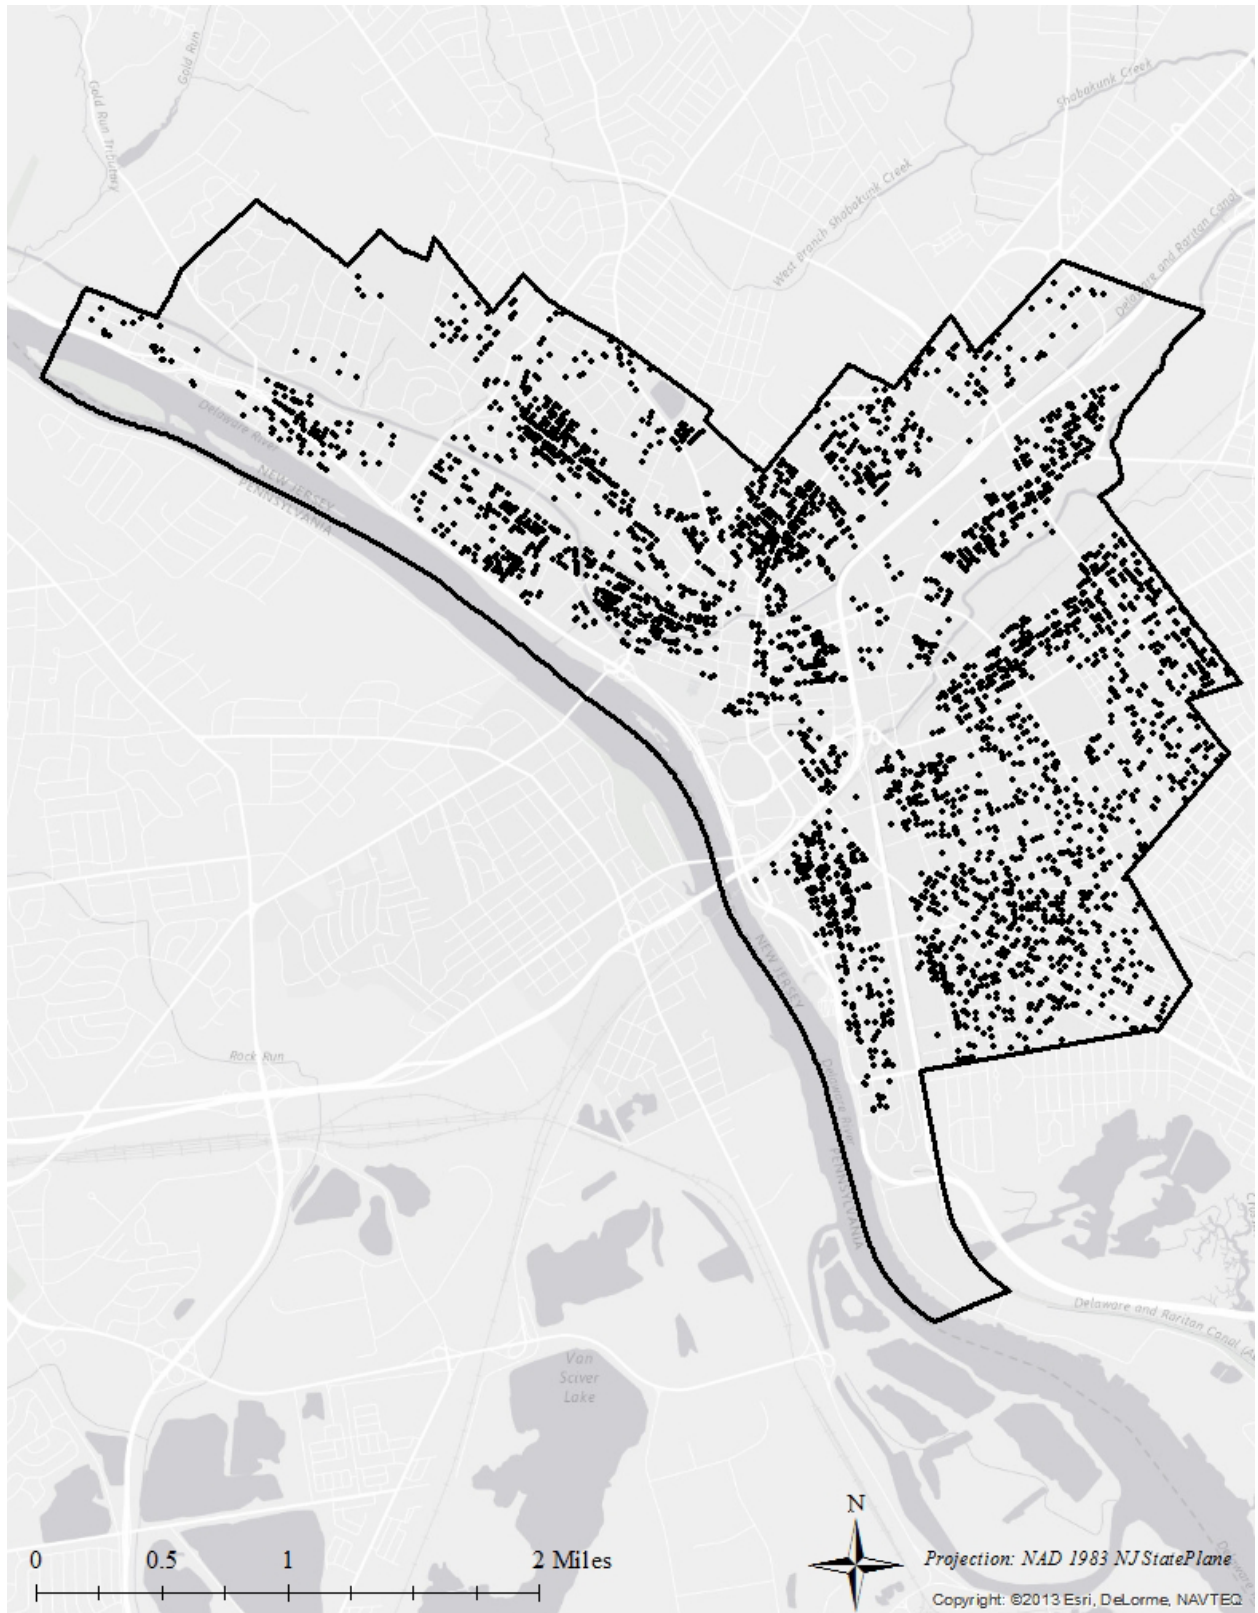 Gold Run
Gold Run Tributary
Shabakunk Creek
West Branch Shabakunk Creek
Delaware and Raritan Canal
Delaware River
NEW JERSEY
PENNSYLVANIA
NEW JERSEY
Rock Run
Delaware River
PENNSYLVANIA
Delaware and Raritan Canal
Van
Sciver
Lake
N
0 0.5 1 2 Miles
Projection: NAD 1983 NJ StatePlane
Copyright: ©2013 Esri, DeLorme, NAVTEQ